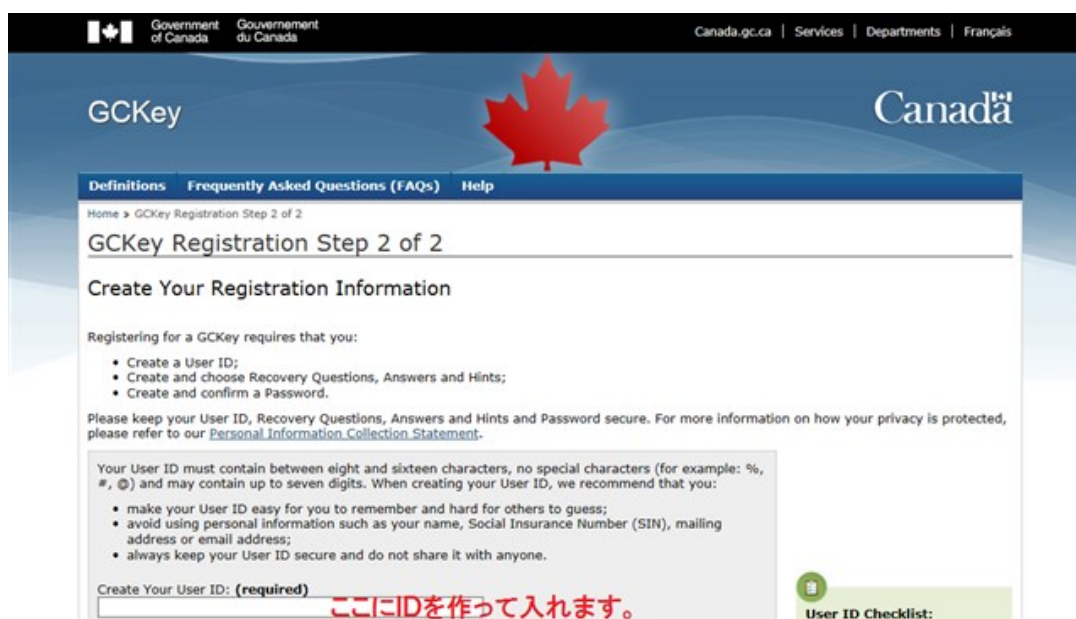 Government of Canada Gouvernement du Canada
Canada.gc.ca | Services | Departments | Français
GCKey
Canada
Definitions Frequently Asked Questions (FAQs) Help
Home > GCKey Registration Step 2 of 2
GCKey Registration Step 2 of 2
Create Your Registration Information
Registering for a GCKey requires that you:
• Create a User ID;
• Create and choose Recovery Questions, Answers and Hints;
• Create and confirm a Password.
Please keep your User ID, Recovery Questions, Answers and Hints and Password secure. For more information on how your privacy is protected,
please refer to our Personal Information Collection Statement.
Your User ID must contain between eight and sixteen characters, no special characters (for example: %,
#, @) and may contain up to seven digits. When creating your User ID, we recommend that you:
• make your User ID easy for you to remember and hard for others to guess;
• avoid using personal information such as your name, Social Insurance Number (SIN), mailing
address or email address;
• always keep your User ID secure and do not share it with anyone.
Create Your User ID: (required)
ここにIDを作って入れます。
User ID Checklist: